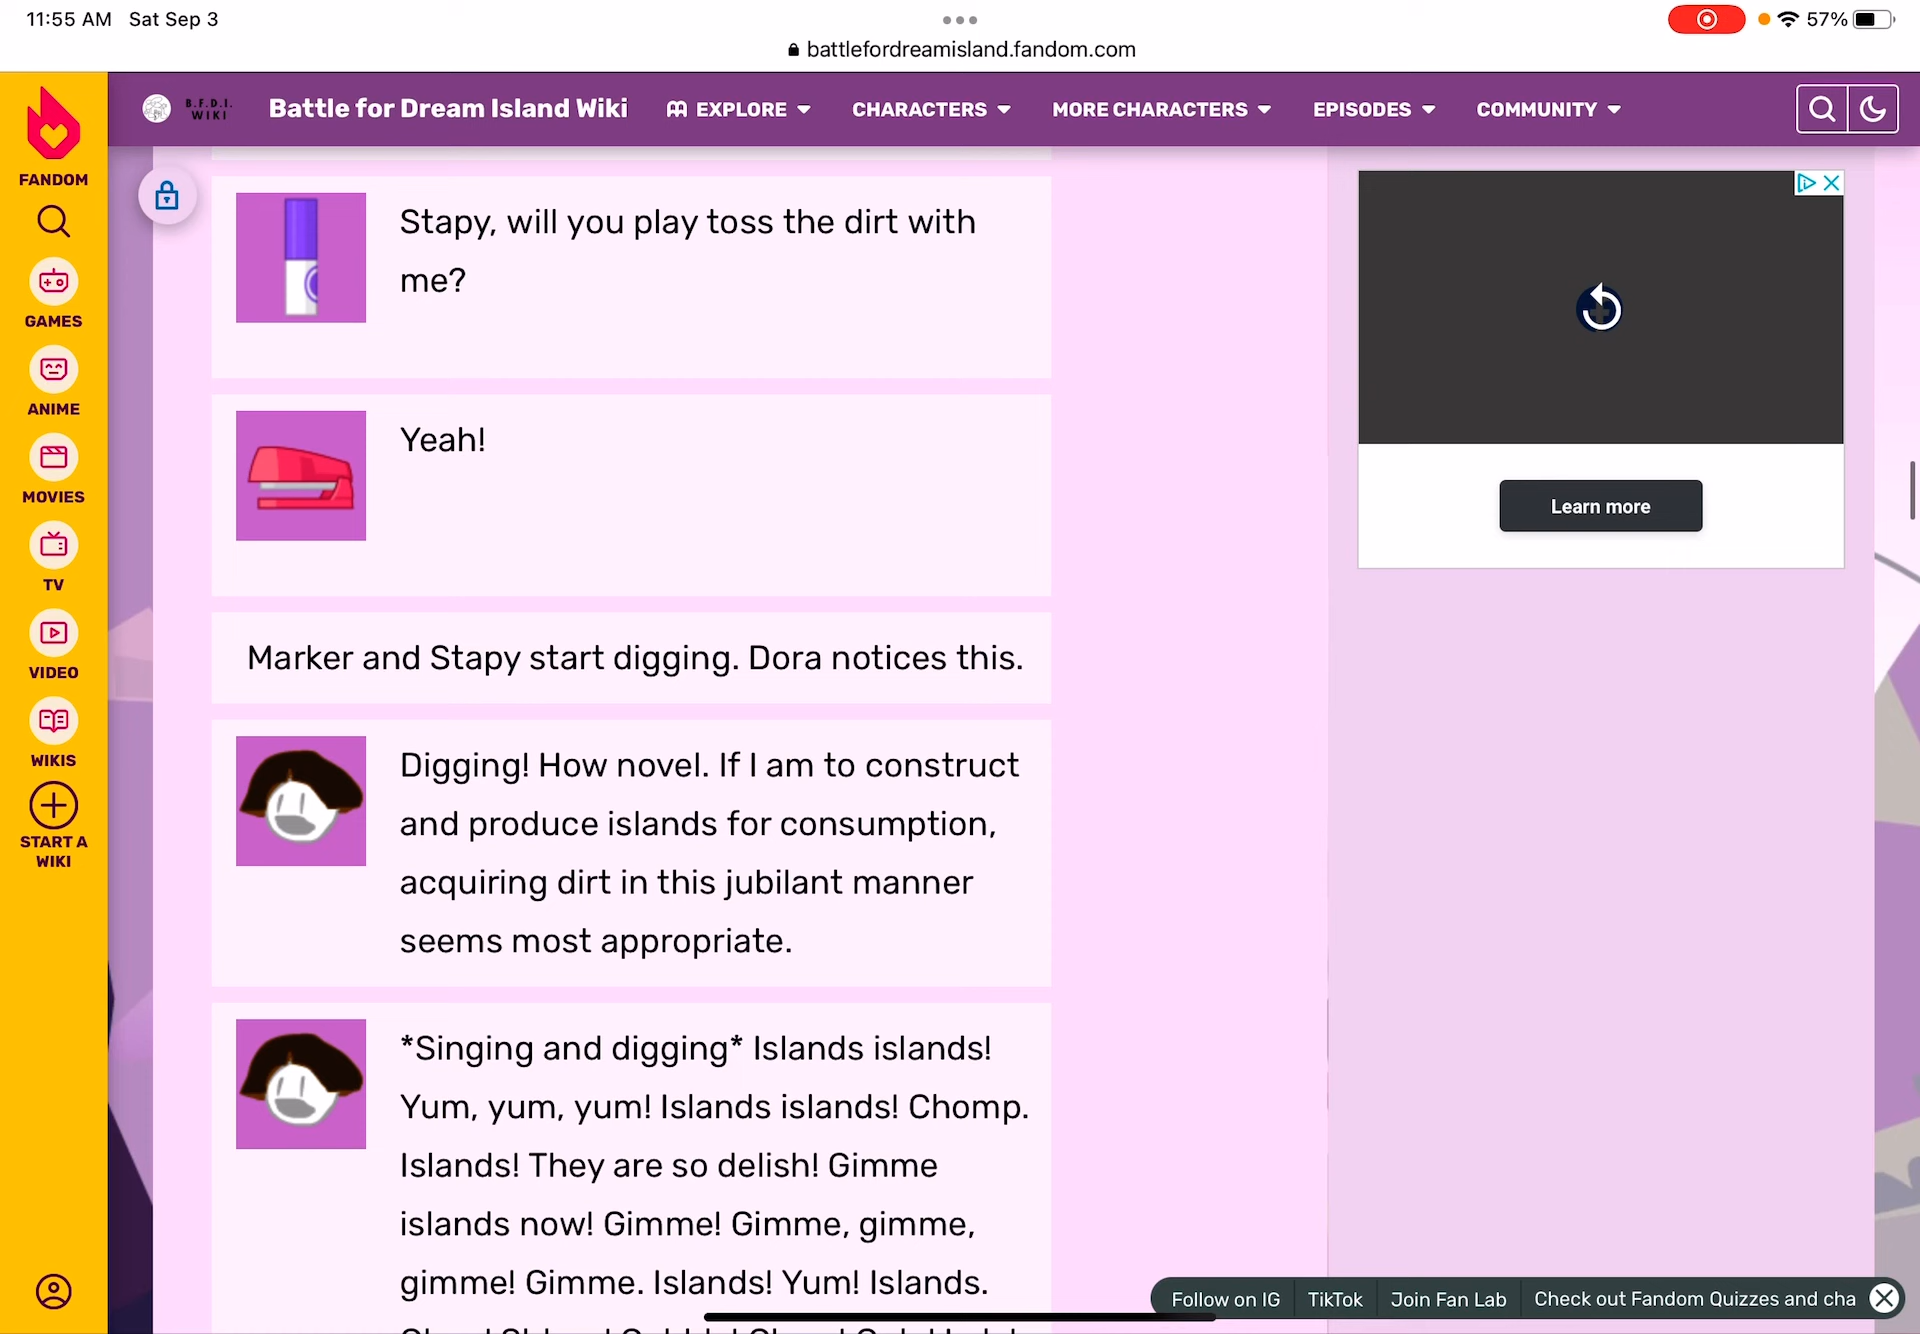 11:55 AM Sat Sep 3
57%
battlefordreamisland.fandom.com
B.F.D.I.
WIKI
Battle for Dream Island Wiki
EXPLORE
CHARACTERS
MORE CHARACTERS
EPISODES
COMMUNITY
FANDOM
GAMES
ANIME
MOVIES
TV
VIDEO
WIKIS
START A
WIKI
Stapy, will you play toss the dirt with
me?
Yeah!
Marker and Stapy start digging. Dora notices this.
Digging! How novel. If I am to construct
and produce islands for consumption,
acquiring dirt in this jubilant manner
seems most appropriate.
*Singing and digging* Islands islands!
Yum, yum, yum! Islands islands! Chomp.
Islands! They are so delish! Gimme
islands now! Gimme! Gimme, gimme,
gimme! Gimme. Islands! Yum! Islands.
Learn more
Follow on IG
TikTok
Join Fan Lab
Check out Fandom Quizzes and cha